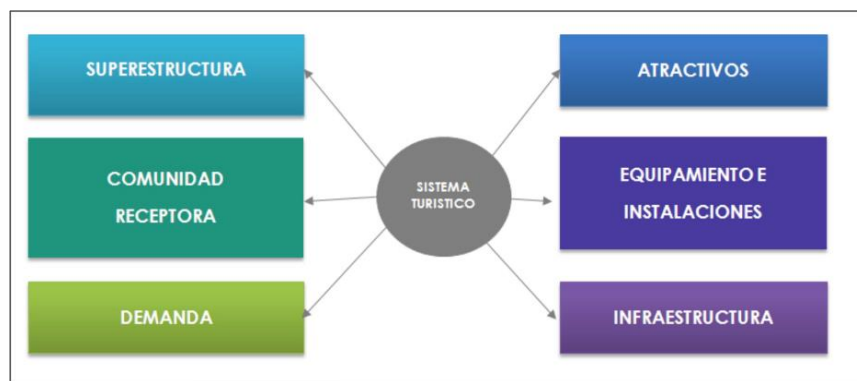 SUPERESTRUCTURA
ATRACTIVOS
COMUNIDAD
RECEPTORA
SISTEMA
TURISTICO
EQUIPAMIENTO E
INSTALACIONES
DEMANDA
INFRAESTRUCTURA